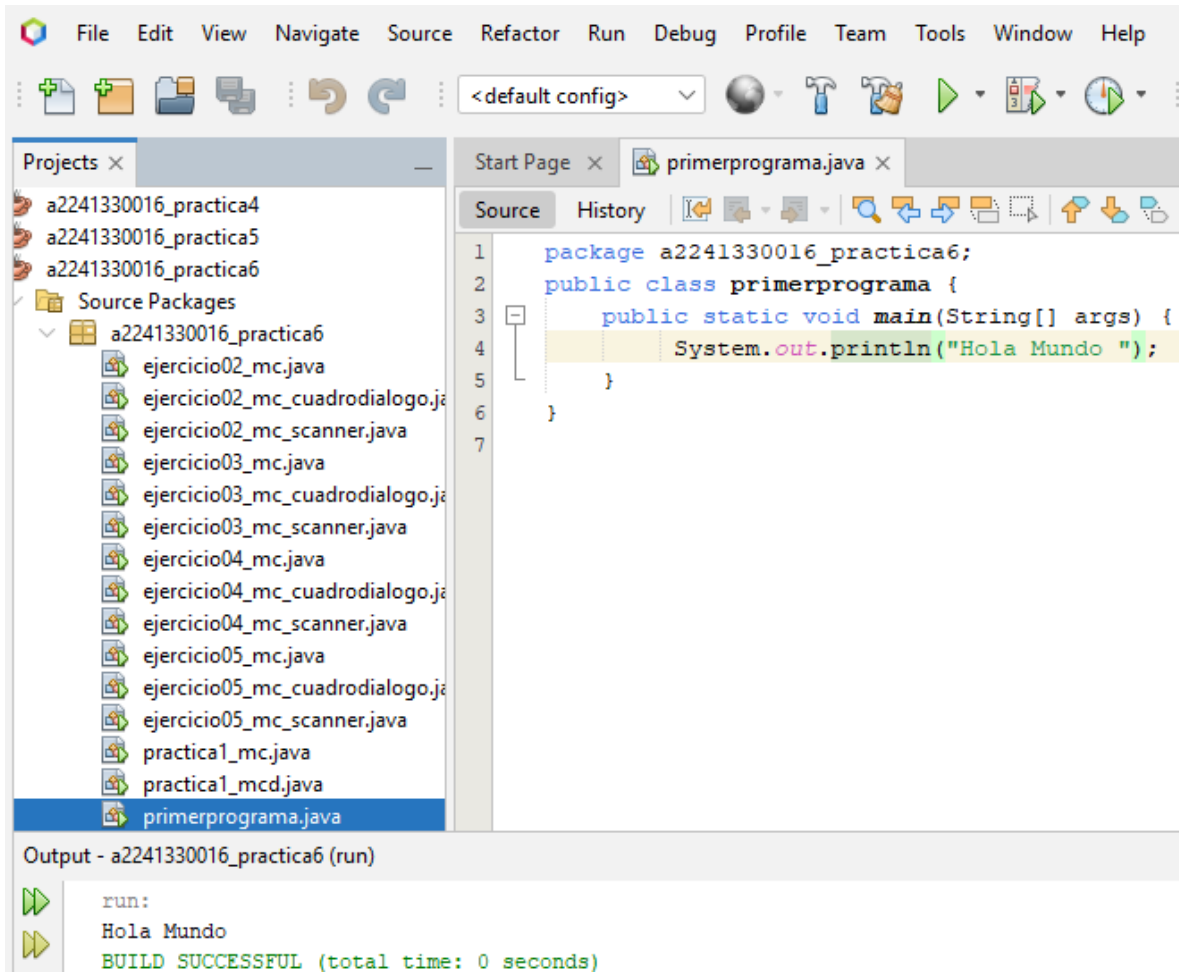 File Edit View Navigate Source Refactor Run Debug Profile Team Tools Window Help
<default config>
Projects
a2241330016_practica4
a2241330016_practica5
a2241330016_practica6
Source Packages
a2241330016_practica6
ejercicio02_mc.java
ejercicio02_mc_cuadrodialogo.ja
ejercicio02_mc_scanner.java
ejercicio03_mc.java
ejercicio03_mc_cuadrodialogo.ja
ejercicio03_mc_scanner.java
ejercicio04_mc.java
ejercicio04_mc_cuadrodialogo.ja
ejercicio04_mc_scanner.java
ejercicio05_mc.java
ejercicio05_mc_cuadrodialogo.ja
ejercicio05_mc_scanner.java
practica1_mc.java
practica1_mcd.java
primerprograma.java
Start Page primerprograma.java
Source History
1 package a2241330016_practica6;
2 public class primerprograma {
3 public static void main(String[] args) {
4 System.out.println("Hola Mundo ");
5 }
6 }
7
Output - a2241330016_practica6 (run)
run:
Hola Mundo
BUILD SUCCESSFUL (total time: 0 seconds)